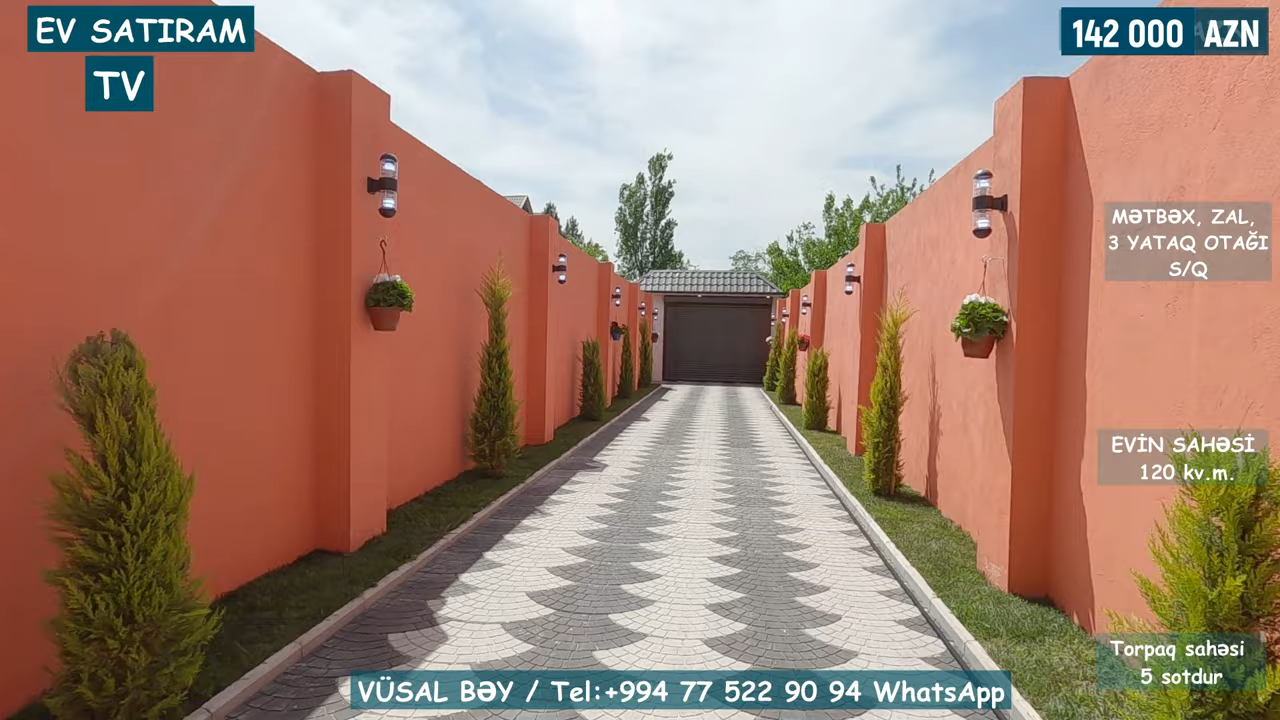 EV SATIRAM
TV
142 000 AZN
MƏTBƏX, ZAL,
3 YATAQ OTAĞI
S/Q
EVİN SAHƏSİ
120 kv.m.
Torpaq sahəsi
5 sotdur
VÜSAL BƏY / Tel:+994 77 522 90 94 WhatsApp